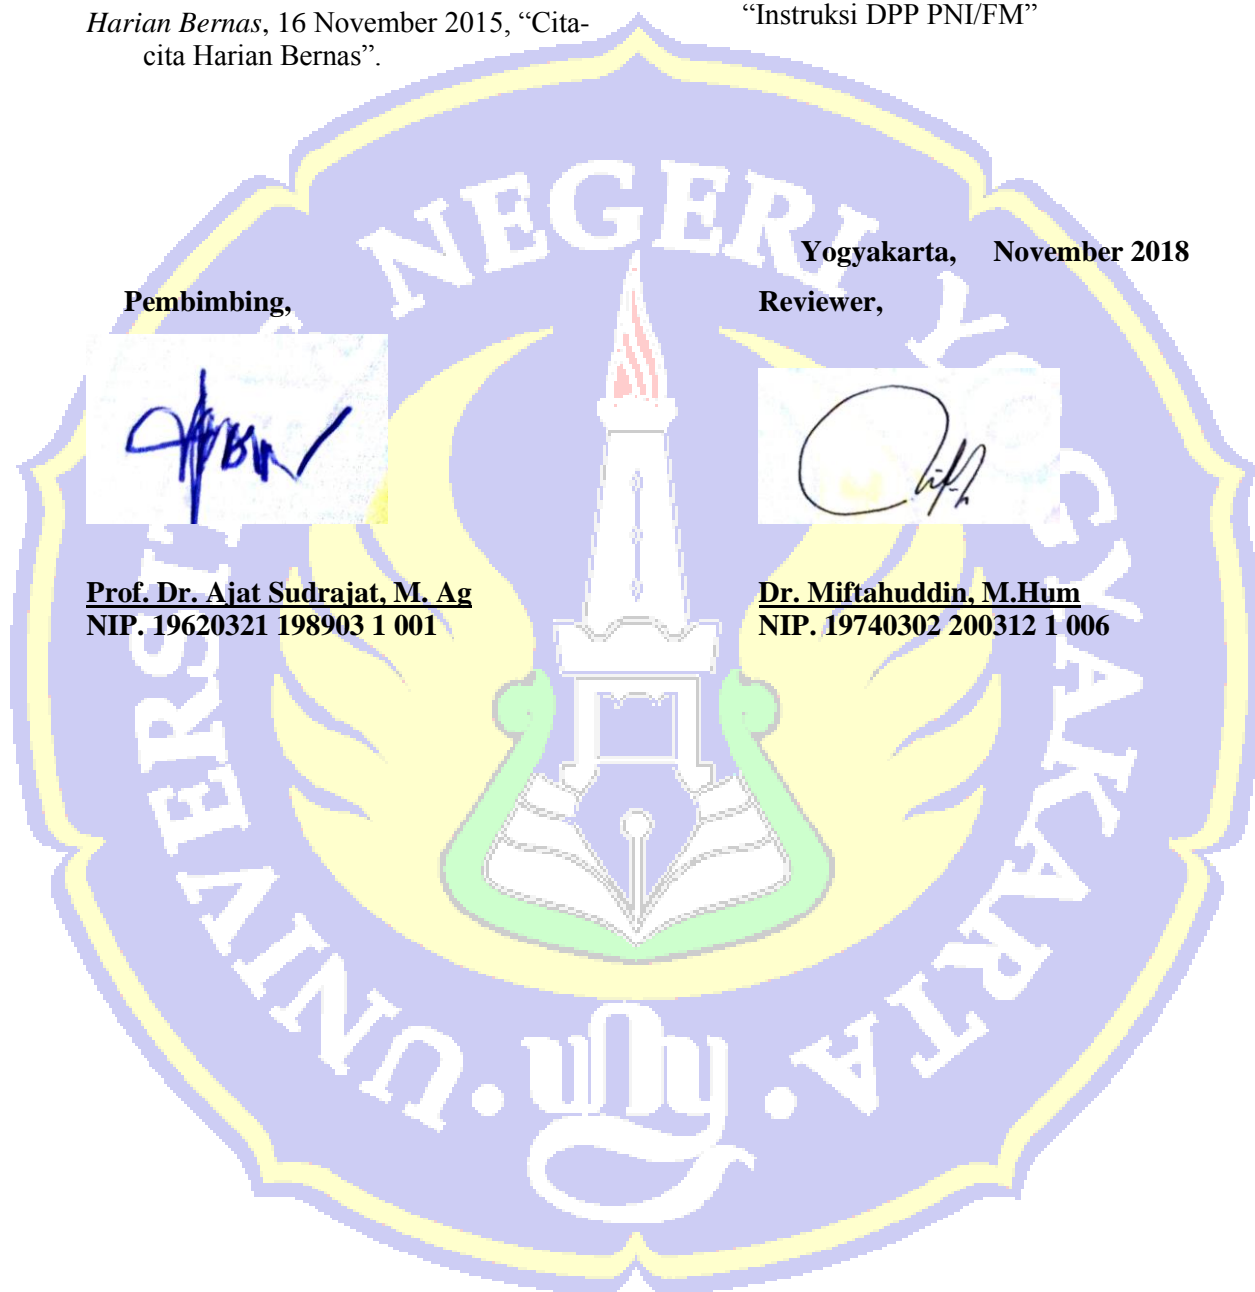 Harian Bernas, 16 November 2015, “Cita-
cita Harian Bernas”.
“Instruksi DPP PNI/FM”
Yogyakarta, November 2018
Pembimbing,
Reviewer,
Prof. Dr. Ajat Sudrajat, M. Ag
NIP. 19620321 198903 1 001
Dr. Miftahuddin, M.Hum
NIP. 19740302 200312 1 006
UNIVERSITAS NEGERI YOGYAKARTA
uny